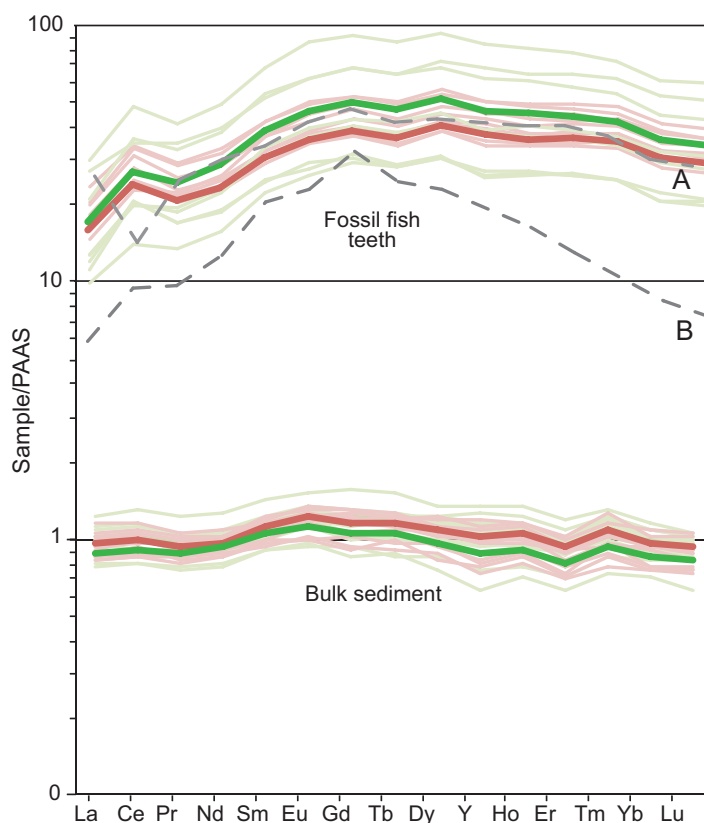 100
A
Fossil fish
teeth
10
B
Sample/PAAS
1
Bulk sediment
0
La Ce Pr Nd Sm Eu Gd Tb Dy Y Ho Er Tm Yb Lu